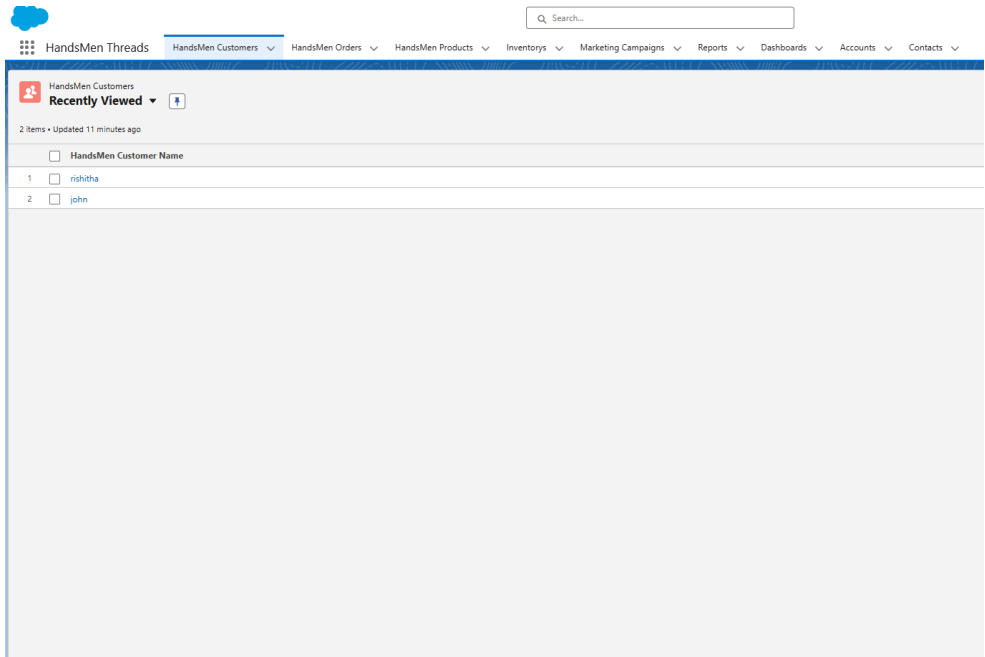 Search...
HandsMen Threads HandsMen Customers HandsMen Orders HandsMen Products Inventorys Marketing Campaigns Reports Dashboards Accounts Contacts
HandsMen Customers
Recently Viewed
2 items • Updated 11 minutes ago
HandsMen Customer Name
1 rishitha
2 john